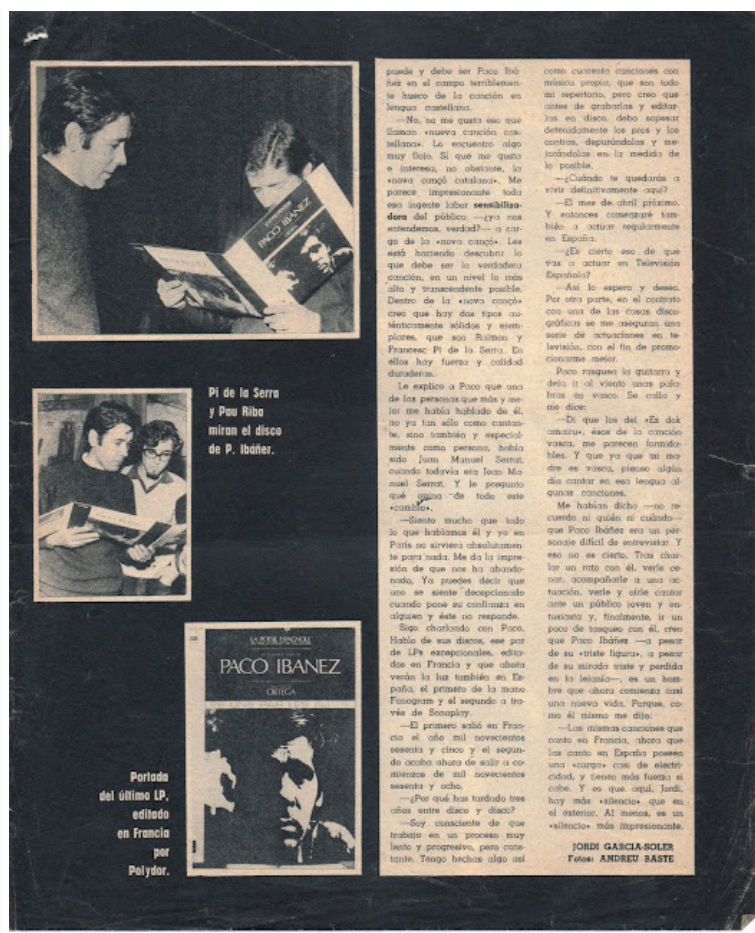 PACO IBANEZ
Pi de la Serra
y Pau Riba
miran el disco
de P. Ibáñer.
LA POESIE ESPAGNOLE
PACO IBANEZ
ORTEGA
Portada
del último LP,
editado
en Francia
por
Polydor.
puede y debe ser Paco Ibá-
ñez en el campo terriblemen-
te hueco de la canción en
lengua castellana.
—No, no me gusta eso que
llaman «nueva canción cas-
tellana». Lo encuentro algo
muy flojo. Sí que me gusta
e interesa, no obstante, la
«nova cançó catalana». Me
parece impresionante toda
esa ingente labor sensibiliza-
dora del público —¿ya nos
entendemos, verdad?— a car-
go de la «nova cançó». Les
está haciendo descubrir lo
que debe ser la verdadera
canción, en un nivel lo más
alto y transcendente posible.
Dentro de la «nova cançó»
creo que hay dos tipos au-
ténticamente sólidos y ejem-
plares, que son Raimon y
Francesc Pi de la Serra. En
ellos hay fuerza y calidad
duraderas.
Le explico a Paco que una
de las personas que más y me-
jor me había hablado de él,
no ya tan sólo como cantan-
te, sino también y especial-
mente como persona, había
sido Juan Manuel Serrat,
cuando todavía era Joan Ma-
nuel Serrat. Y le pregunto
qué opina de todo este
«cambio».
—Siento mucho que todo
lo que hablamos él y yo en
París no sirviera absolutamen-
te para nada. Me da la impre-
sión de que nos ha abando-
nado. Ya puedes decir que
uno se siente decepcionado
cuando pone su confianza en
alguien y éste no responde.
Sigo charlando con Paco.
Hablo de sus discos, ese par
de LPs excepcionales, edita-
dos en Francia y que ahora
verán la luz también en Es-
paña, el primero de la mano
Fonogram y el segundo a tra-
vés de Sonoplay.
—El primero salió en Fran-
cia el año mil novecientos
sesenta y cinco y el segun-
do acaba ahora de salir a co-
mienzos de mil novecientos
sesenta y ocho.
—¿Por qué has tardado tres
años entre disco y disco?
—Soy consciente de que
trabajo en un proceso muy
lento y progresivo, pero cons-
tante. Tengo hechas algo así
como cuarenta canciones con
música propia, que son todo
mi repertorio, pero creo que
antes de grabarlas y editar-
las en disco, debo sopesar
detenidamente los pros y los
contras, depurándolas y me-
jorándolas en la medida de
lo posible.
—¿Cuándo te quedarás a
vivir definitivamente aquí?
—El mes de abril próximo.
Y entonces comenzaré tam-
bién a actuar regularmente
en España.
—¿Es cierto eso de que
vas a actuar en Televisión
Española?
—Así lo espero y deseo.
Por otra parte, en el contrato
con una de las casas disco-
gráficas se me aseguran una
serie de actuaciones en te-
levisión, con el fin de promo-
cionarme mejor.
Paco rasguea la guitarra y
deja ir al viento unas pala-
bras en vasco. Se calla y
me dice:
—Di que los del «Ez dok
amairu», ésos de la canción
vasca, me parecen formida-
bles. Y que ya que mi ma-
dre es vasca, pienso algún
día cantar en esa lengua al-
gunas canciones.
Me habían dicho —no re-
cuerdo ni quién ni cuándo—
que Paco Ibáñez era un per-
sonaje difícil de entrevistar. Y
eso no es cierto. Tras char-
lar un rato con él, verle ce-
nar, acompañarle a una ac-
tuación, verle y oírle cantar
ante un público joven y en-
tusiasta y, finalmente, ir un
poco de tasqueo con él, creo
que Paco Ibáñez —a pesar
de su «triste figura», a pesar
de su mirada triste y perdida
en la lejanía—, es un hom-
bre que ahora comienza casi
una nueva vida. Porque, co-
mo él mismo me dijo:
—Las mismas canciones que
canto en Francia, ahora que
las canto en España poseen
una «carga» casi de electri-
cidad, y tienen más fuerza si
cabe. Y es que aquí, Jordi,
hay más «silencio» que en
el exterior. Al menos, es un
«silencio» más impresionante.
JORDI GARCIA-SOLER
Fotos: ANDREU BASTE